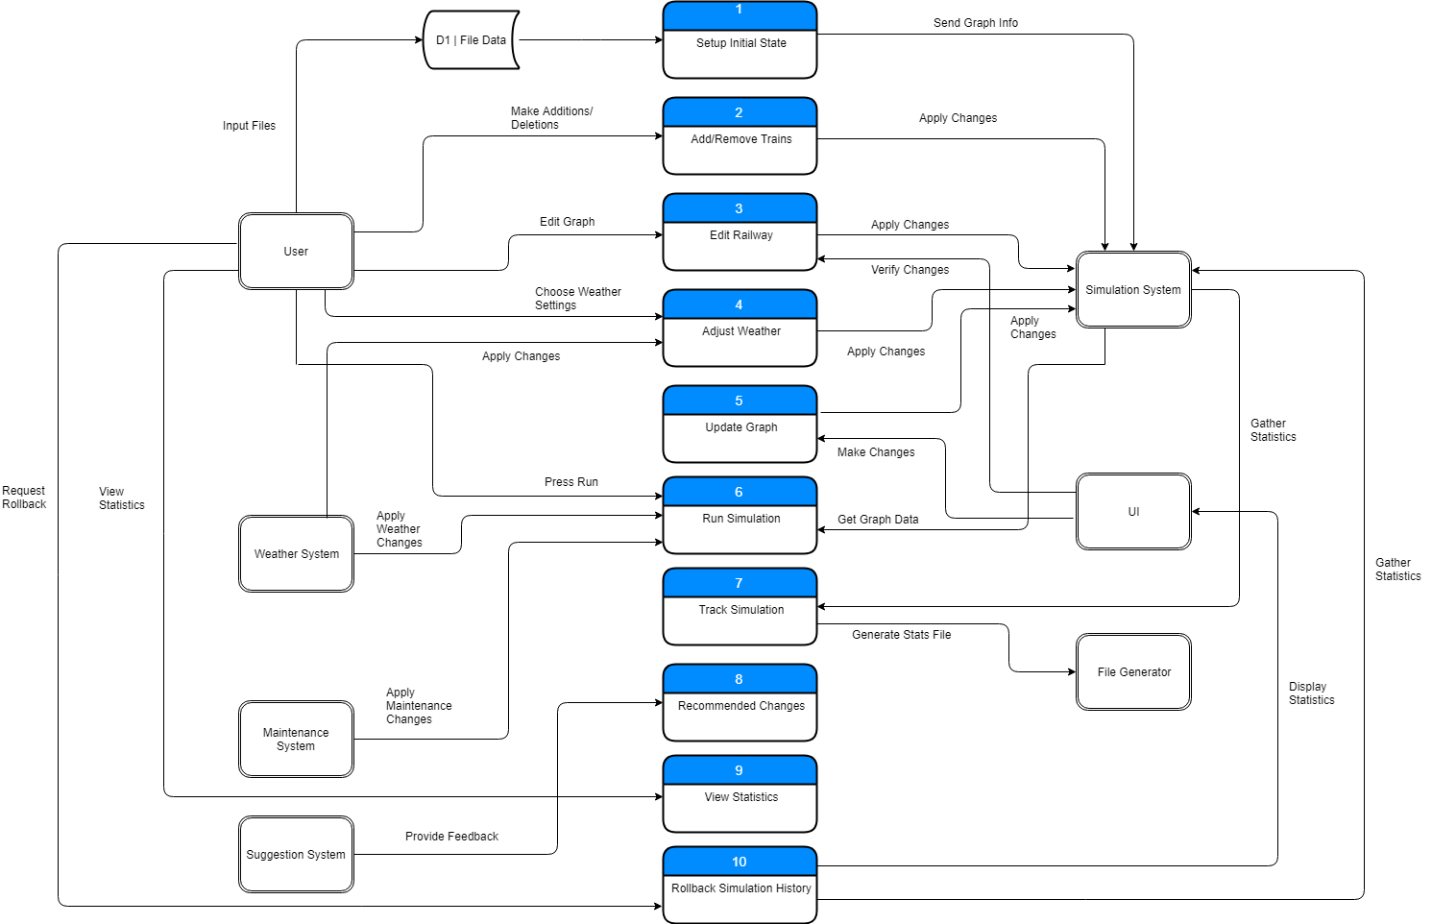 1
Send Graph Info
D1 | File Data
Setup Initial State
Input Files
Make Additions/
Deletions
2
Apply Changes
Add/Remove Trains
3
Edit Graph
Apply Changes
Edit Railway
User
Verify Changes
Simulation System
Choose Weather
Settings
4
Adjust Weather
Apply
Changes
Apply Changes
Apply Changes
5
Update Graph
Gather
Statistics
Make Changes
Request
Rollback
View
Statistics
Press Run
6
Run Simulation
Get Graph Data
UI
Apply
Weather
Changes
Weather System
Gather
Statistics
7
Track Simulation
Generate Stats File
File Generator
8
Recommended Changes
Display
Statistics
Apply
Maintenance
Changes
Maintenance
System
9
View Statistics
Provide Feedback
Suggestion System
10
Rollback Simulation History